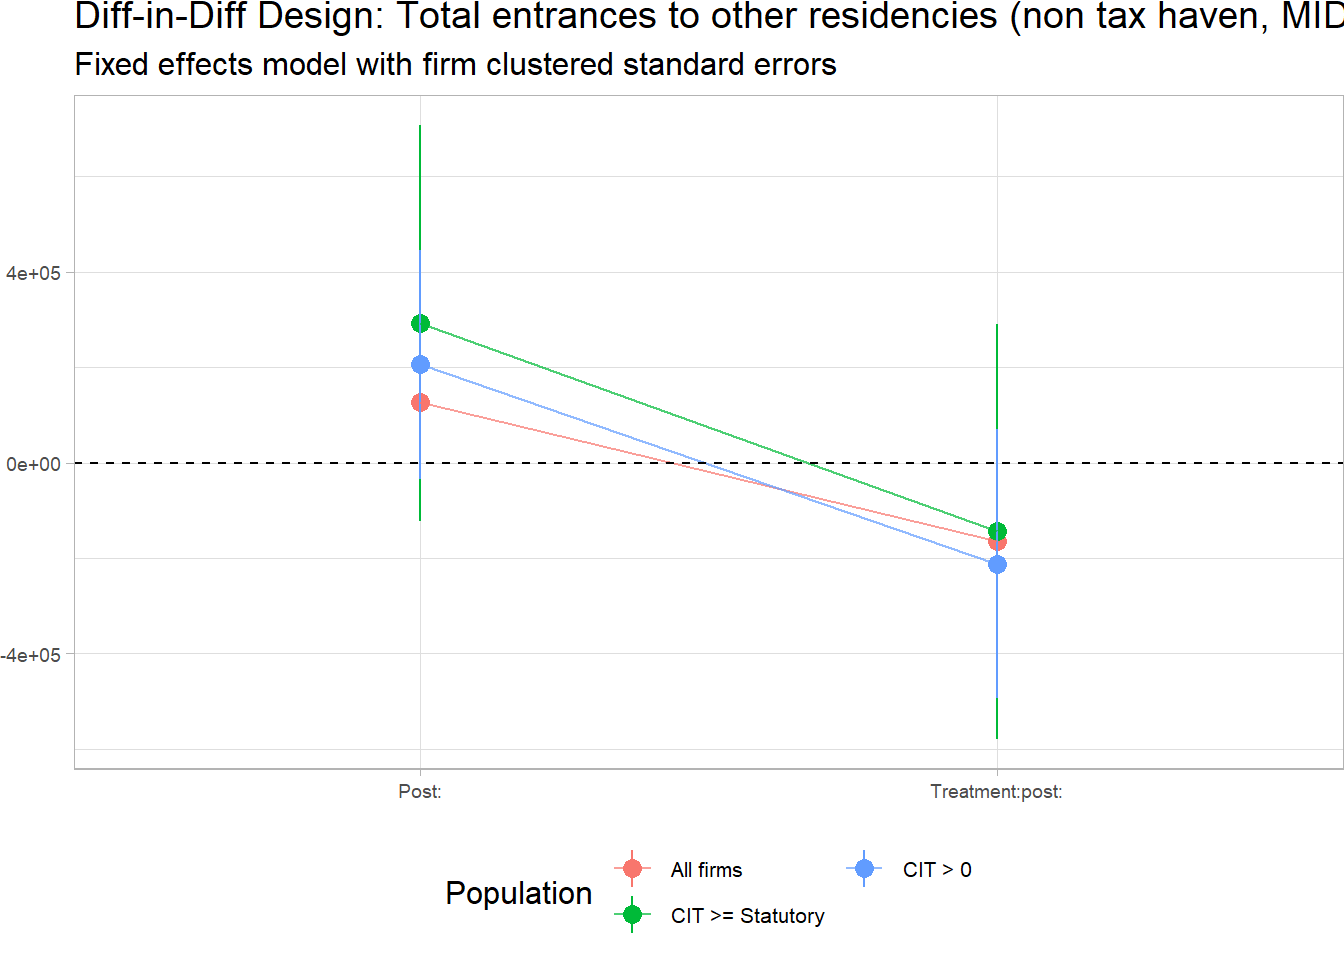 Diff-in-Diff Design: Total entrances to other residencies (non tax haven, MID
Fixed effects model with firm clustered standard errors
4e+05
0e+00
-4e+05
Post:
Treatment:post:
Population
All firms
CIT > 0
CIT >= Statutory